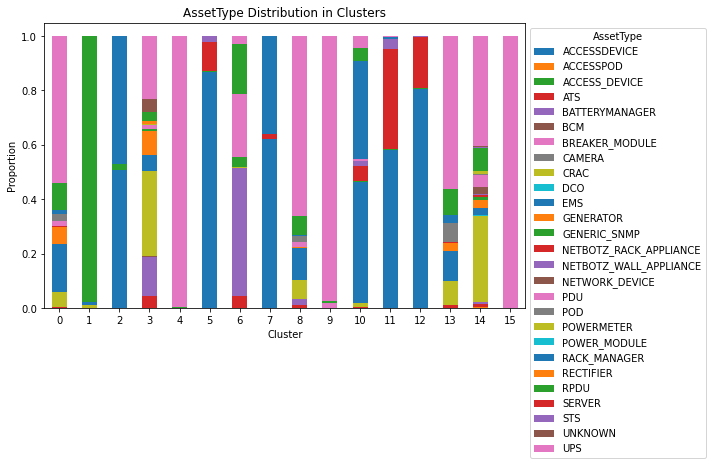 AssetType Distribution in Clusters
Proportion
1.0
0.8
0.6
0.4
0.2
0.0
0 1 2 3 4 5 6 7 8 9 10 11 12 13 14 15
Cluster
AssetType
ACCESSDEVICE
ACCESSPOD
ACCESS_DEVICE
ATS
BATTERYMANAGER
BCM
BREAKER_MODULE
CAMERA
CRAC
DCO
EMS
GENERATOR
GENERIC_SNMP
NETBOTZ_RACK_APPLIANCE
NETBOTZ_WALL_APPLIANCE
NETWORK_DEVICE
PDU
POD
POWERMETER
POWER_MODULE
RACK_MANAGER
RECTIFIER
RPDU
SERVER
STS
UNKNOWN
UPS